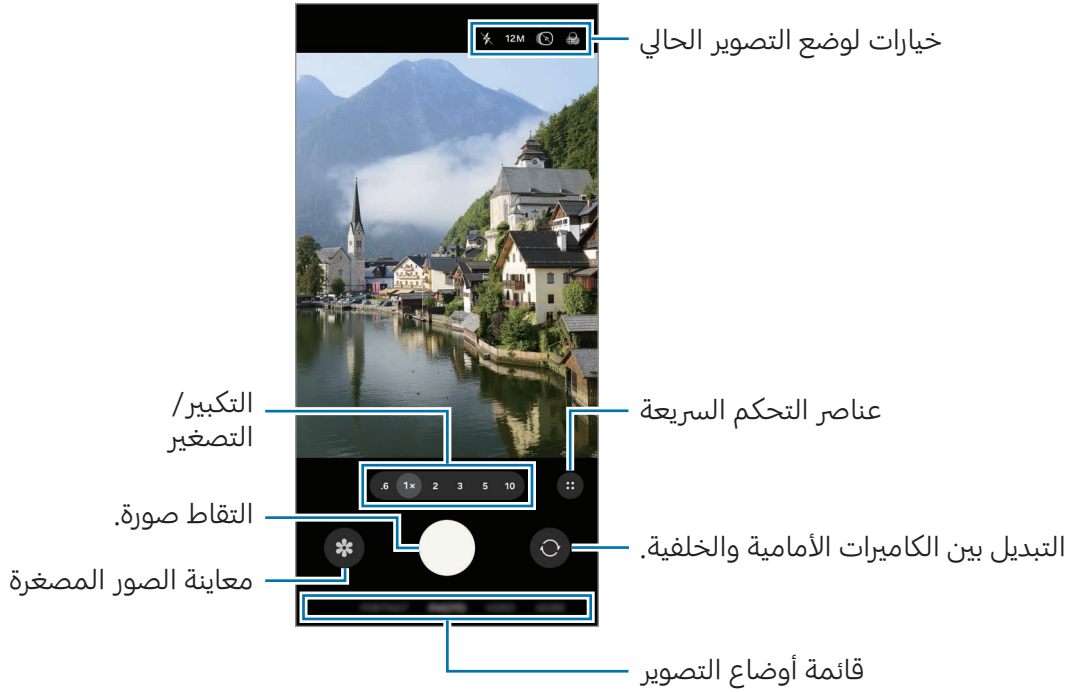 12M
خيارات لوضع التصوير الحالي
عناصر التحكم السريعة
التكبير/
التصغير
.6 1× 2 3 5 10
التقاط صورة.
التبديل بين الكاميرات الأمامية والخلفية.
معاينة الصور المصغرة
قائمة أوضاع التصوير